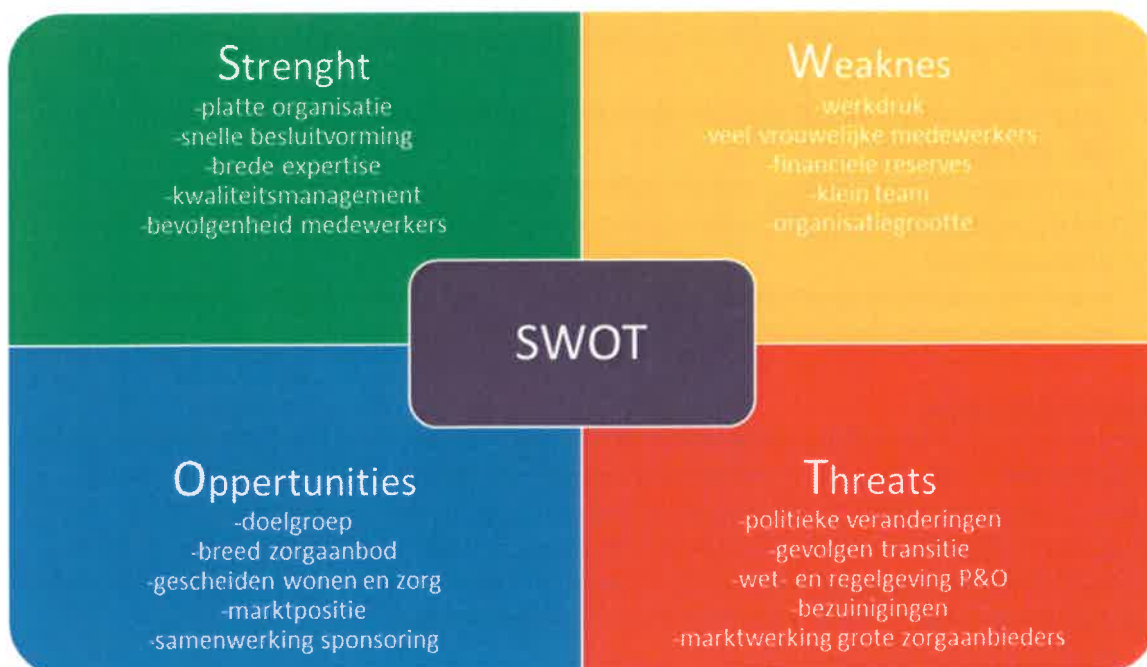 Strenght
-platte organisatie
-snelle besluitvorming
-brede expertise
-kwaliteitsmanagement
-bevolgenheid medewerkers
Weaknes
-werkdruk
-veel vrouwelijke medewerkers
-financiele reserves
-klein team
-organisatiegrootte
SWOT
Oppertunities
-doelgroep
-breed zorgaanbod
-gescheiden wonen en zorg
-marktpositie
-samenwerking sponsoring
Threats
-politieke veranderingen
-gevolgen transitie
-wet- en regelgeving P&O
-bezuinigingen
-marktwerking grote zorgaanbieders